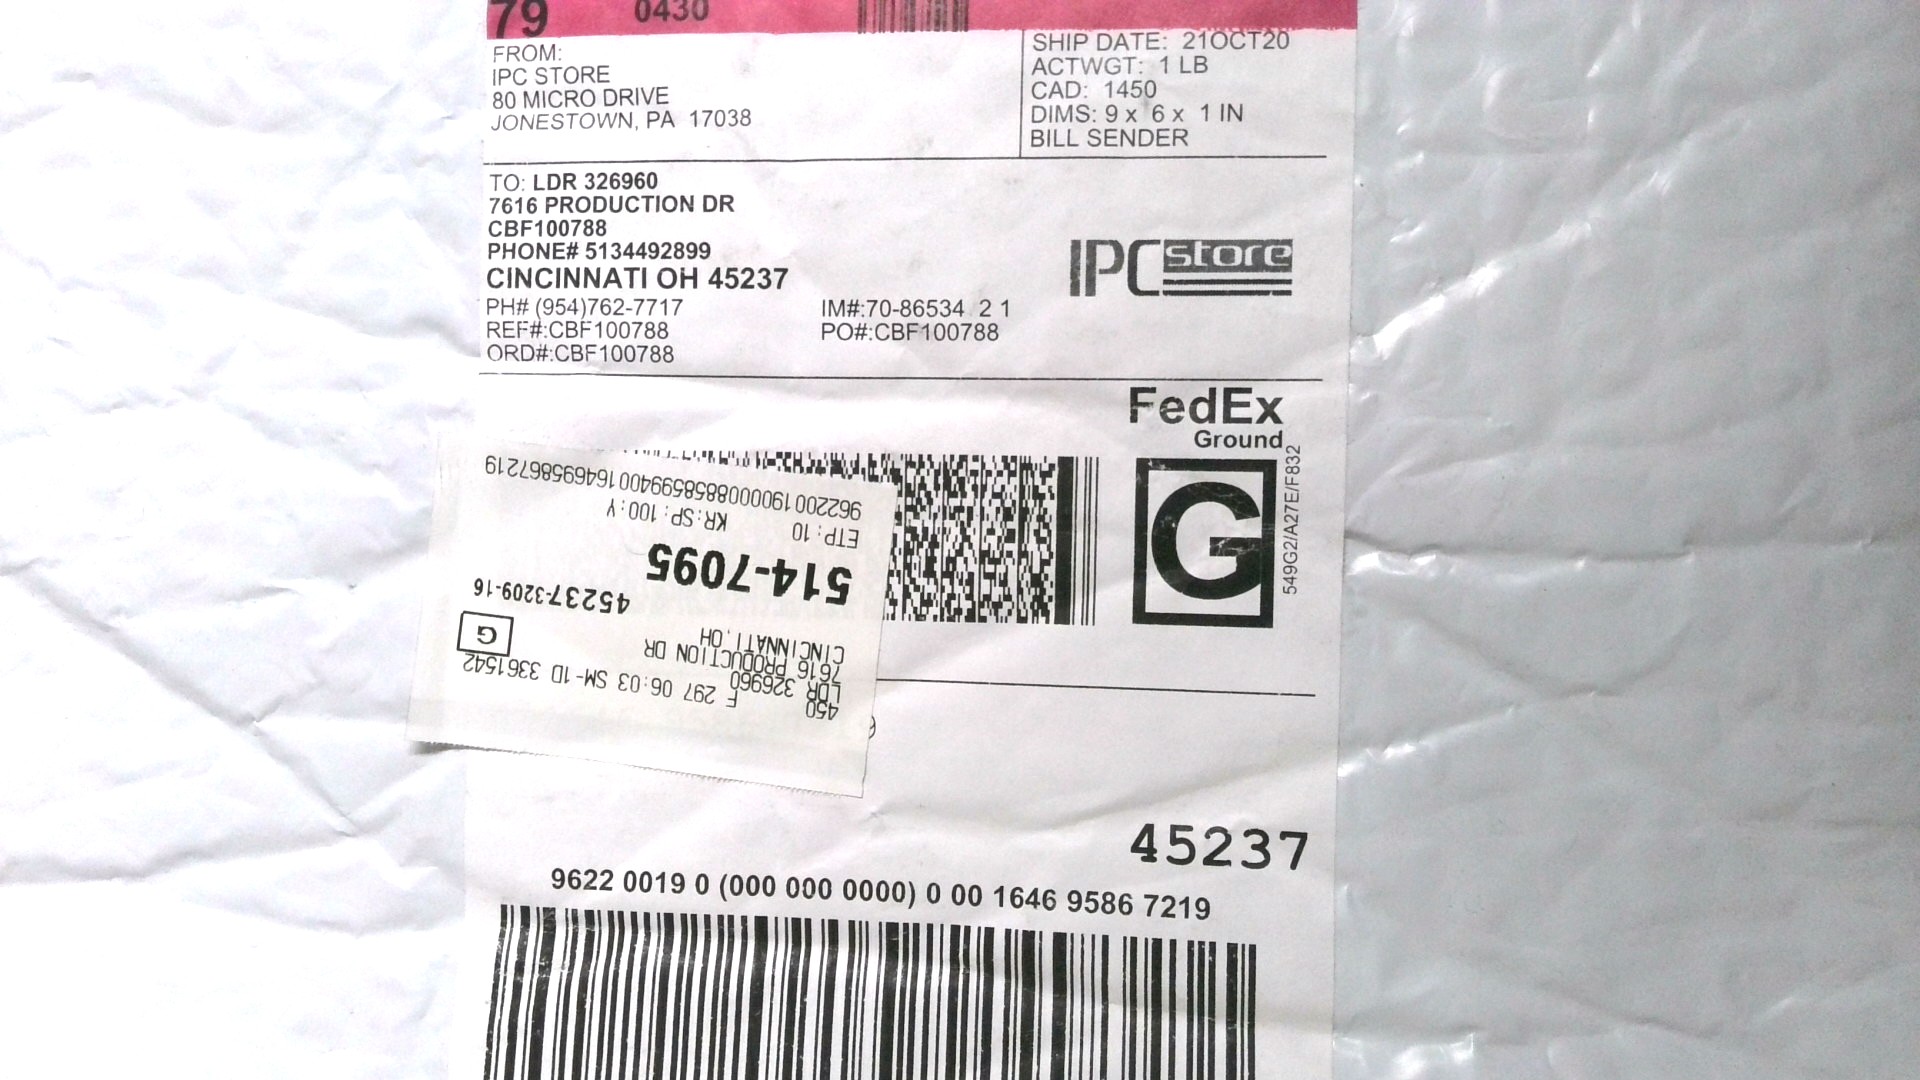 79 0430
FROM:
IPC STORE
80 MICRO DRIVE
JONESTOWN, PA 17038
SHIP DATE: 21OCT20
ACTWGT: 1 LB
CAD: 1450
DIMS: 9 x 6 x 1 IN
BILL SENDER
TO: LDR 326960
7616 PRODUCTION DR
CBF100788
PHONE# 5134492899
CINCINNATI OH 45237
PH# (954)762-7717 IM#:70-86534 2 1
REF#:CBF100788 PO#:CBF100788
ORD#:CBF100788
IPC store
FedEx
Ground
G
549G2/A27E/F832
450 F 297 06:03 SM-1D 3361542
LDR 326960
7616 PRODUCTION DR
CINCINNATI, OH
G
45237-3209-16
514-7095
ETP: 10 KR:SP: 100:Y
962200190000858599400164695867219
45237
9622 0019 0 (000 000 0000) 0 00 1646 9586 7219